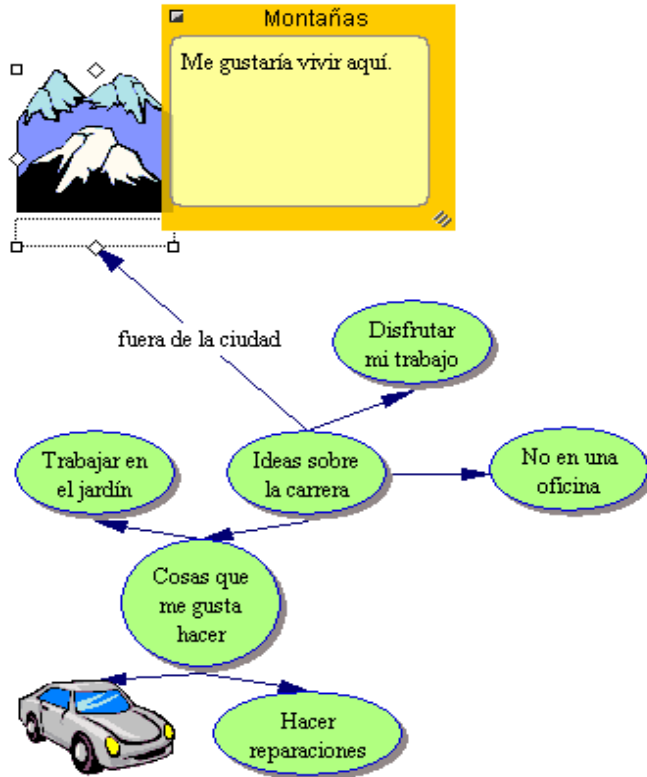 Montañas
Me gustaría vivir aquí.
fuera de la ciudad
Disfrutar
mi trabajo
Trabajar en
el jardín
Ideas sobre
la carrera
No en una
oficina
Cosas que
me gusta
hacer
Hacer
reparaciones